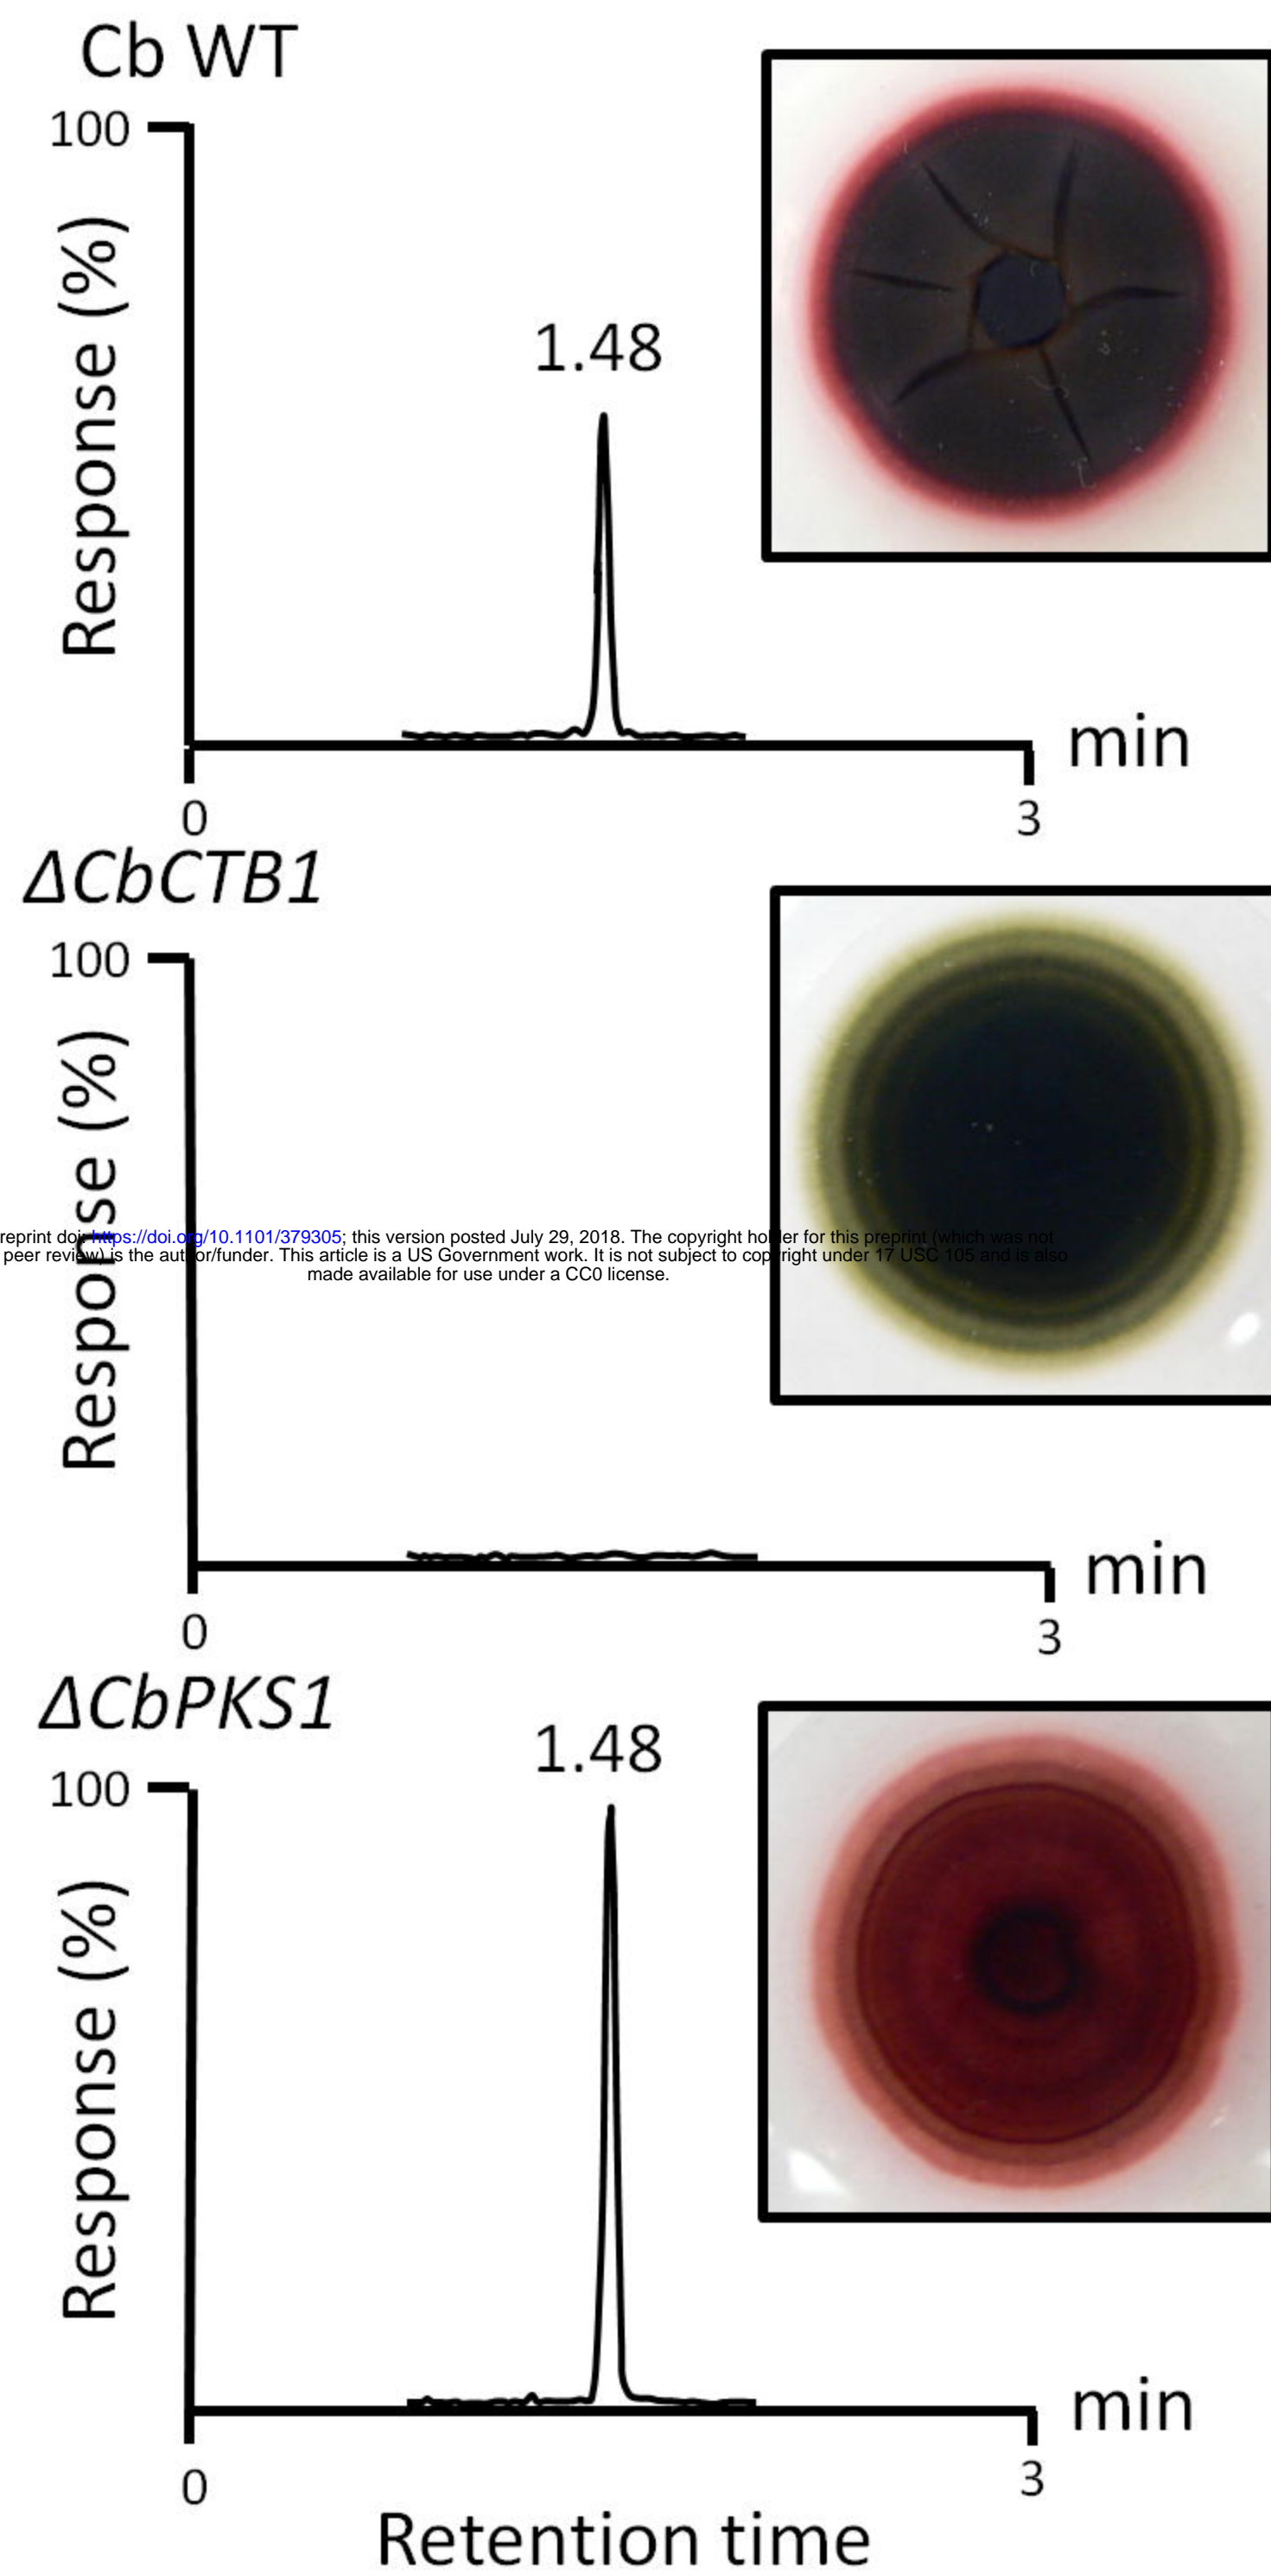 Cb WT
100
Response (%)
1.48
min
0
3
ΔCbCTB1
100
Response (%)
reprint doi: https://doi.org/10.1101/379305; this version posted July 29, 2018. The copyright holder for this preprint (which was not
peer review) is the author/funder. This article is a US Government work. It is not subject to copyright under 17 USC 105 and is also
made available for use under a CC0 license.
min
0
3
ΔCbPKS1
1.48
100
Response (%)
min
0
3
Retention time